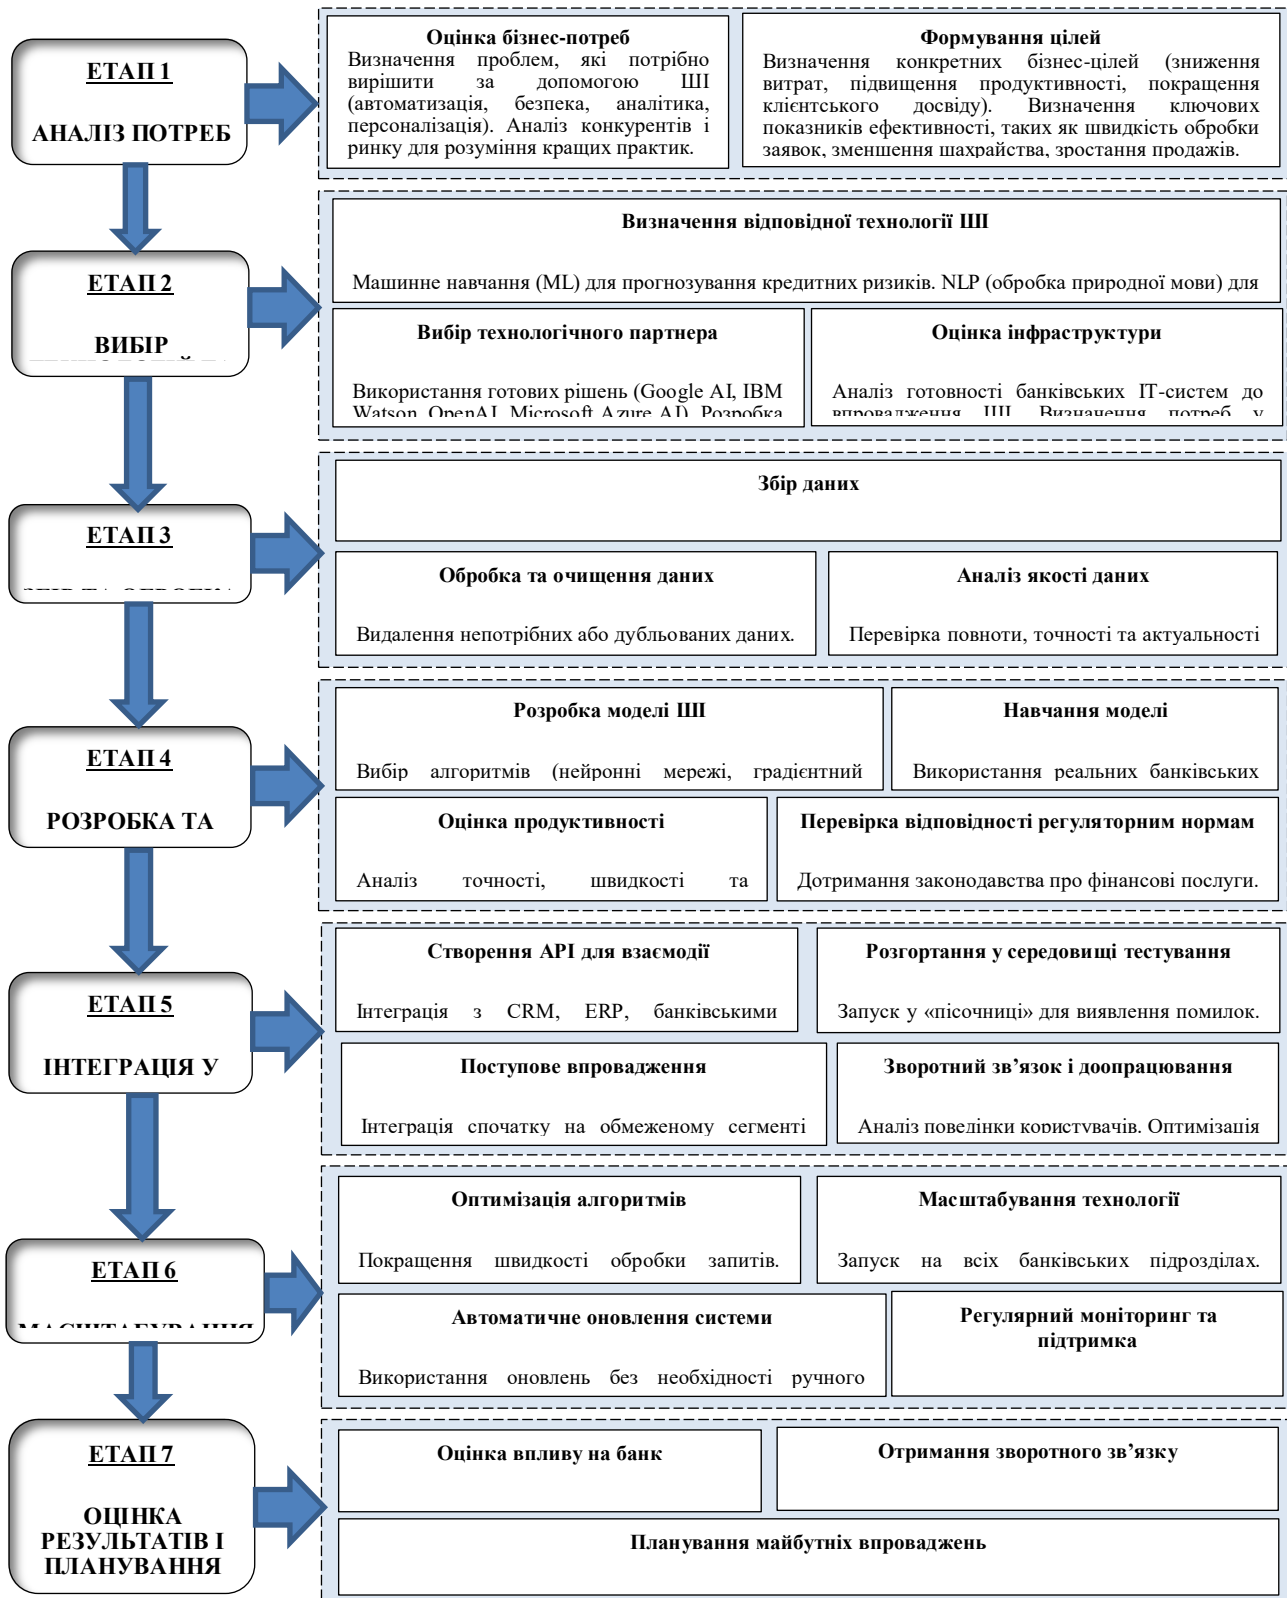 ЕТАП 1
АНАЛІЗ ПОТРЕБ
Оцінка бізнес-потреб
Визначення проблем, які потрібно
вирішити за допомогою ШІ
(автоматизація, безпека, аналітика,
персоналізація). Аналіз конкурентів і
ринку для розуміння кращих практик.
Формування цілей
Визначення конкретних бізнес-цілей (зниження
витрат, підвищення продуктивності, покращення
клієнтського досвіду). Визначення ключових
показників ефективності, таких як швидкість обробки
заявок, зменшення шахрайства, зростання продажів.
ЕТАП 2
ВИБІР
Визначення відповідної технології ШІ
Машинне навчання (ML) для прогнозування кредитних ризиків. NLP (обробка природної мови) для
Вибір технологічного партнера
Використання готових рішень (Google AI, IBM
Watson, OpenAI, Microsoft Azure AI). Розробка
Оцінка інфраструктури
Аналіз готовності банківських ІТ-систем до
впровадження ШІ. Визначення потреб у
ЕТАП 3
Збір даних
Обробка та очищення даних
Видалення непотрібних або дубльованих даних.
Аналіз якості даних
Перевірка повноти, точності та актуальності
ЕТАП 4
РОЗРОБКА ТА
Розробка моделі ШІ
Вибір алгоритмів (нейронні мережі, градієнтний
Навчання моделі
Використання реальних банківських
Оцінка продуктивності
Аналіз точності, швидкості та
Перевірка відповідності регуляторним нормам
Дотримання законодавства про фінансові послуги.
ЕТАП 5
ІНТЕГРАЦІЯ У
Створення API для взаємодії
Інтеграція з CRM, ERP, банківськими
Розгортання у середовищі тестування
Запуск у «пісочниці» для виявлення помилок.
Поступове впровадження
Інтеграція спочатку на обмеженому сегменті
Зворотний зв’язок і доопрацювання
Аналіз поведінки користувачів. Оптимізація
ЕТАП 6
Оптимізація алгоритмів
Покращення швидкості обробки запитів.
Масштабування технології
Запуск на всіх банківських підрозділах.
Автоматичне оновлення системи
Використання оновлень без необхідності ручного
Регулярний моніторинг та
підтримка
ЕТАП 7
ОЦІНКА
РЕЗУЛЬТАТІВ І
ПЛАНУВАННЯ
Оцінка впливу на банк
Отримання зворотного зв’язку
Планування майбутніх впроваджень